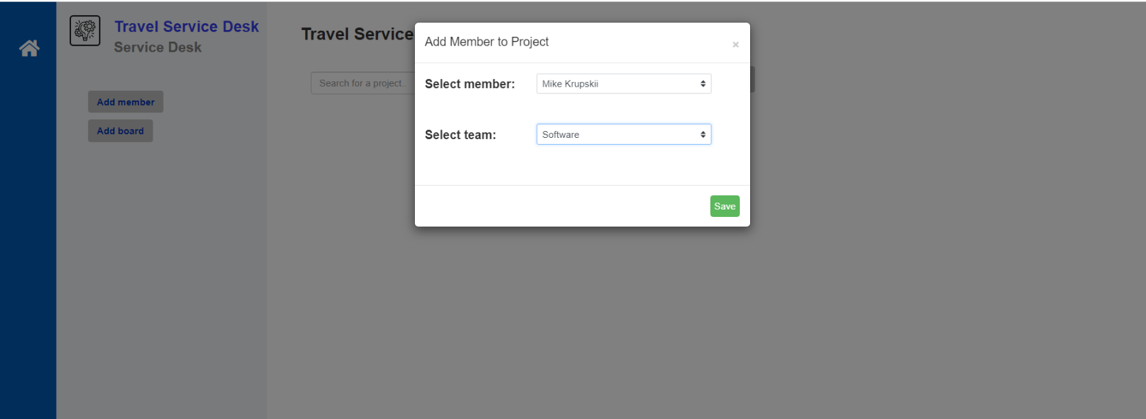 Travel Service Desk
Service Desk
Add member
Add board
Travel Service
Search for a project.
Add Member to Project
×
Select member:
Mike Krupskii
Select team:
Software
Save